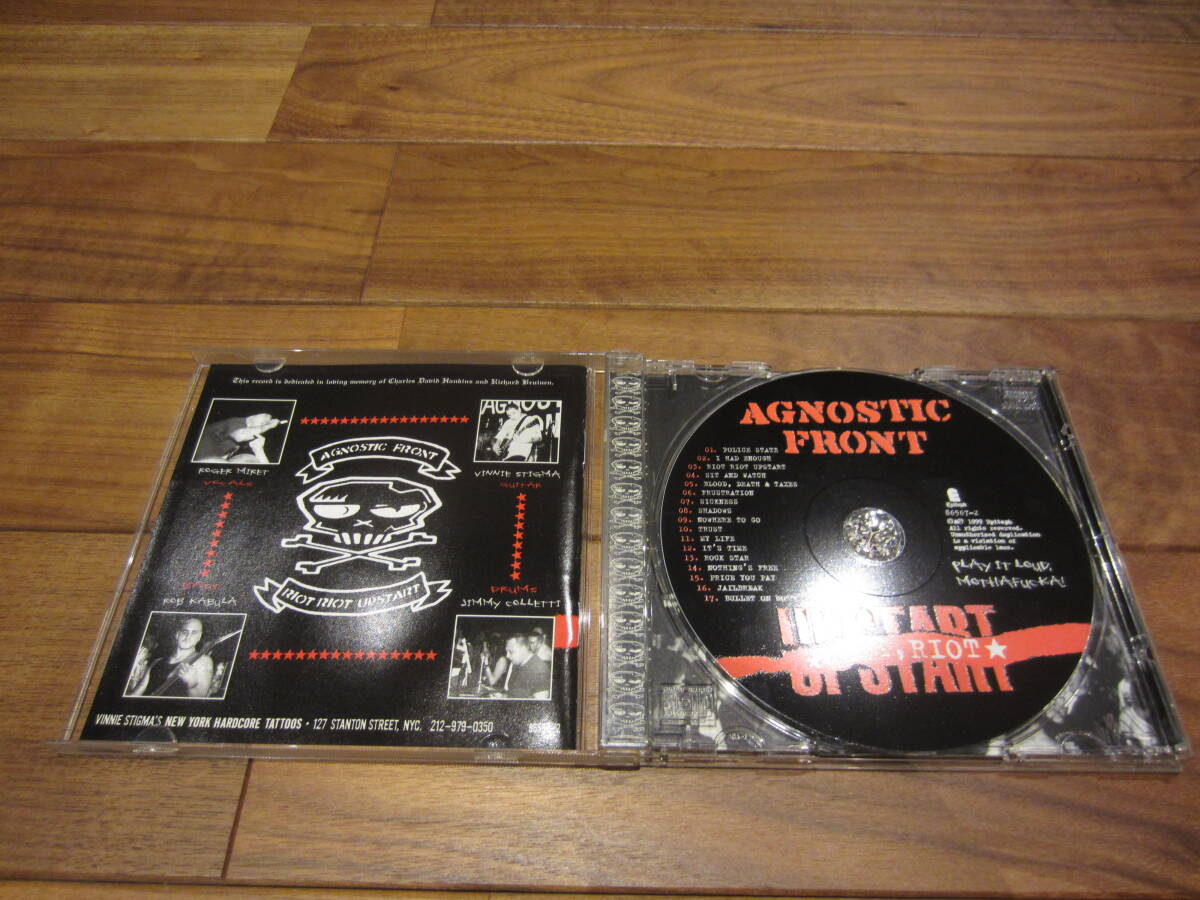 This record is dedicated in loving memory of Charles David Hankins and Richard Bruinen.
AGNOSTIC FRONT
ROGER MIRET
VOCALS
VINNIE STIGMA
GUITAR
RIOT RIOT UPSTART
BASS
ROB KABULA
DRUMS
JIMMY COLLETTI
VINNIE STIGMA'S NEW YORK HARDCORE TATTOOS • 127 STANTON STREET, NYC. 212-979-0350
AGNOSTIC
FRONT
01. POLICE STATE
02. I HAD ENOUGH
03. RIOT RIOT UPSTART
04. SIT AND WATCH
05. BLOOD, DEATH & TAXES
06. FRUSTRATION
07. SICKNESS
08. SHADOWS
09. NOWHERE TO GO
10. TRUST
11. MY LIFE
12. IT'S TIME
13. ROCK STAR
14. NOTHING'S FREE
15. PRICE YOU PAY
16. JAILBREAK
17. BULLET ON
Epitaph
86567-2
©&℗ 1999 Epitaph
All rights reserved.
Unauthorized duplication
is a violation of
applicable laws.
PLAY IT LOUD,
MOTHAFUCKA!
UPSTART
, RIOT★
UPSTART